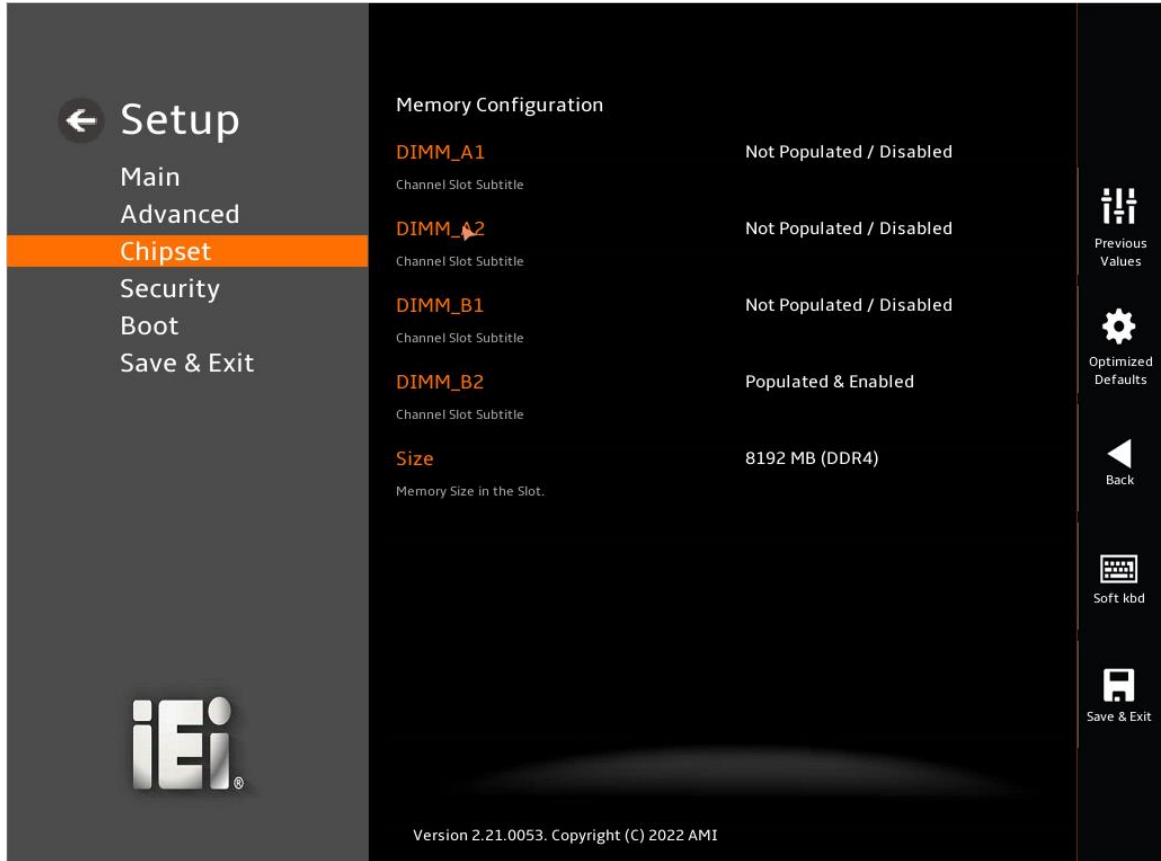 Setup
Main
Advanced
Chipset
Security
Boot
Save & Exit
iEi®
Memory Configuration
DIMM_A1 Not Populated / Disabled
Channel Slot Subtitle
DIMM_A2 Not Populated / Disabled
Channel Slot Subtitle
DIMM_B1 Not Populated / Disabled
Channel Slot Subtitle
DIMM_B2 Populated & Enabled
Channel Slot Subtitle
Size 8192 MB (DDR4)
Memory Size in the Slot.
Version 2.21.0053. Copyright (C) 2022 AMI
Previous
Values
Optimized
Defaults
Back
Soft kbd
Save & Exit